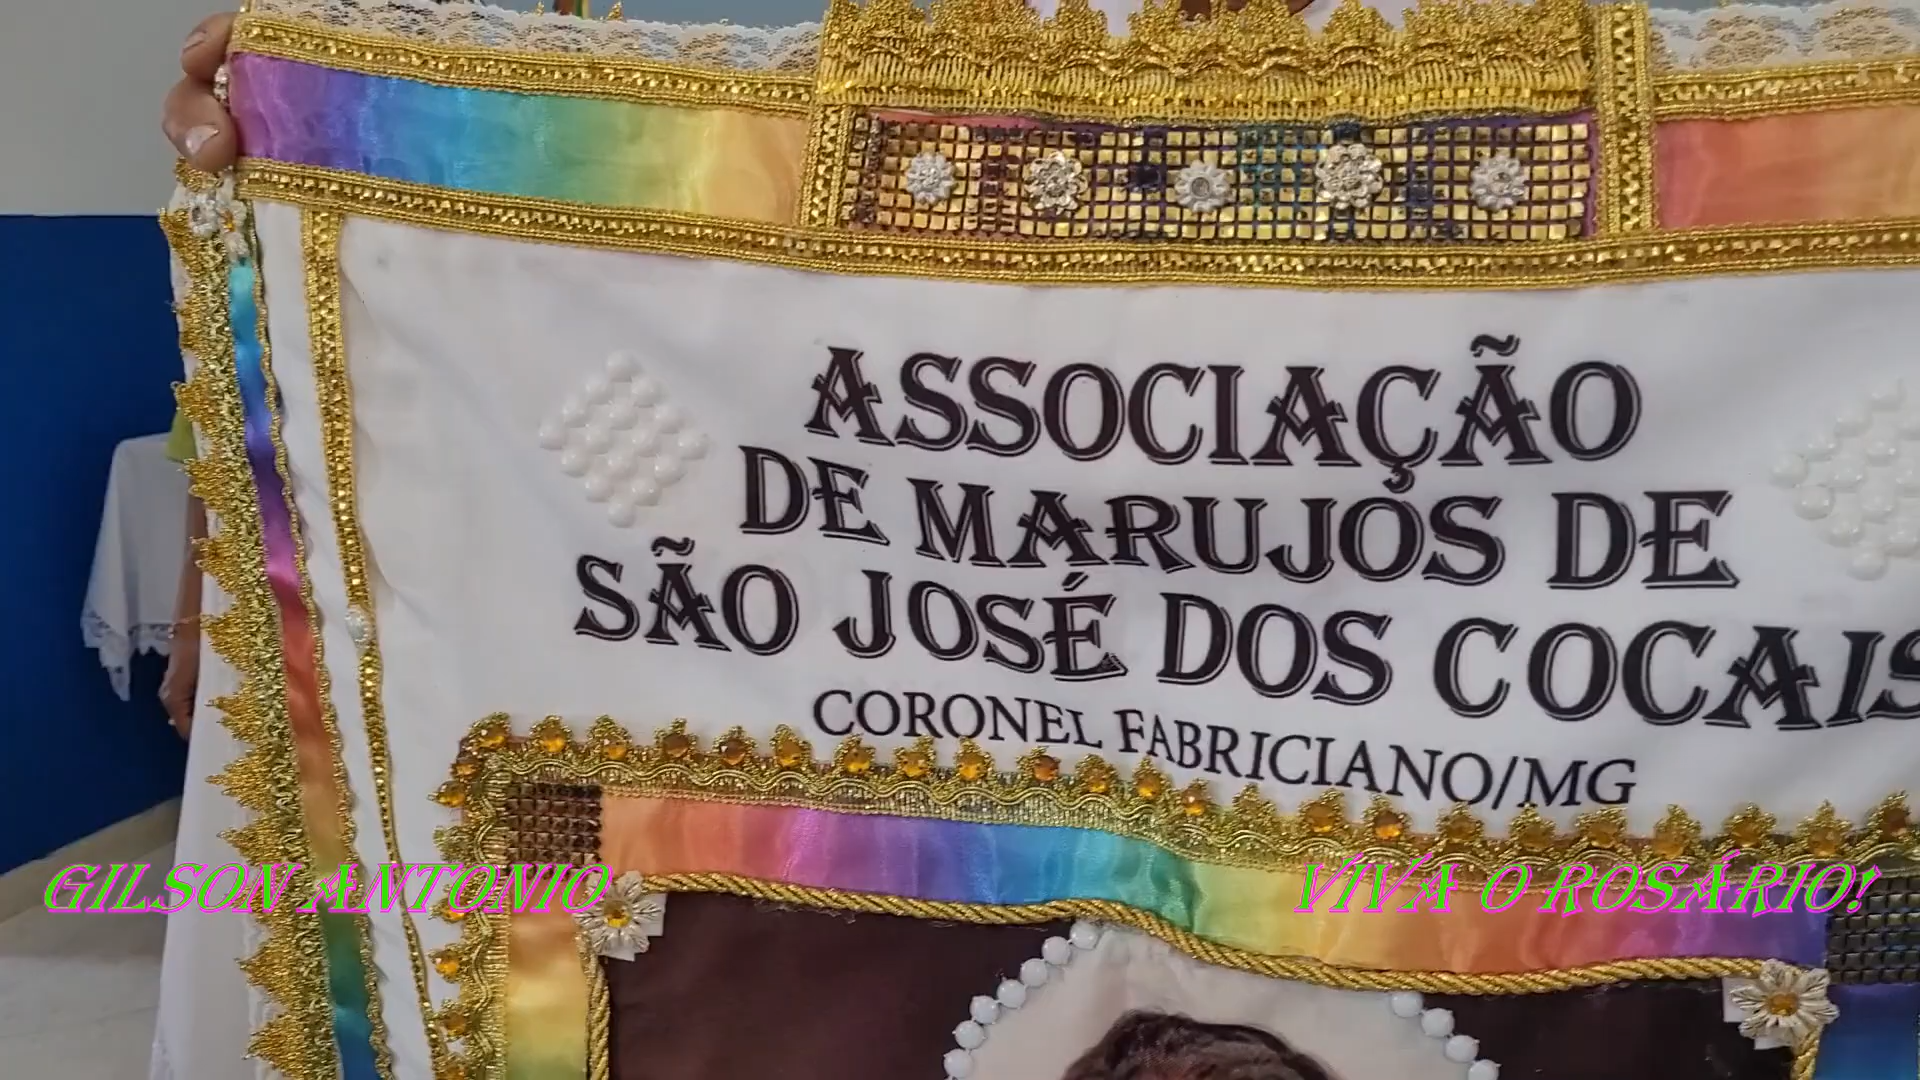 ASSOCIAÇÃO
DE MARUJOS DE
SÃO JOSÉ DOS COCAIS
CORONEL FABRICIANO/MG
GILSON ANTONIO
VIVA O ROSÁRIO!